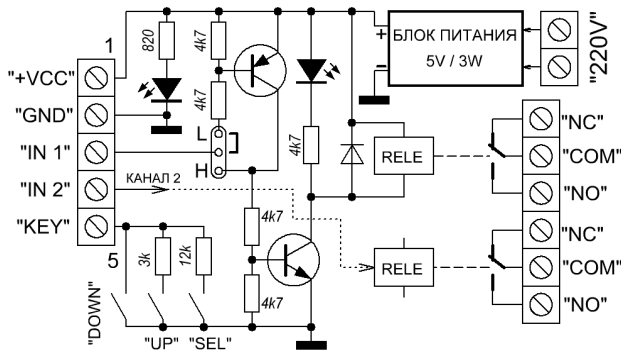 1
"+VCC"
"GND"
"IN 1"
"IN 2"
"KEY"
5
820
4k7
4k7
L
H
КАНАЛ 2
3k
12k
"DOWN"
"UP"
"SEL"
4k7
4k7
4k7
+
БЛОК ПИТАНИЯ
5V / 3W
−
"220V"
RELE
RELE
"NC"
"COM"
"NO"
"NC"
"COM"
"NO"